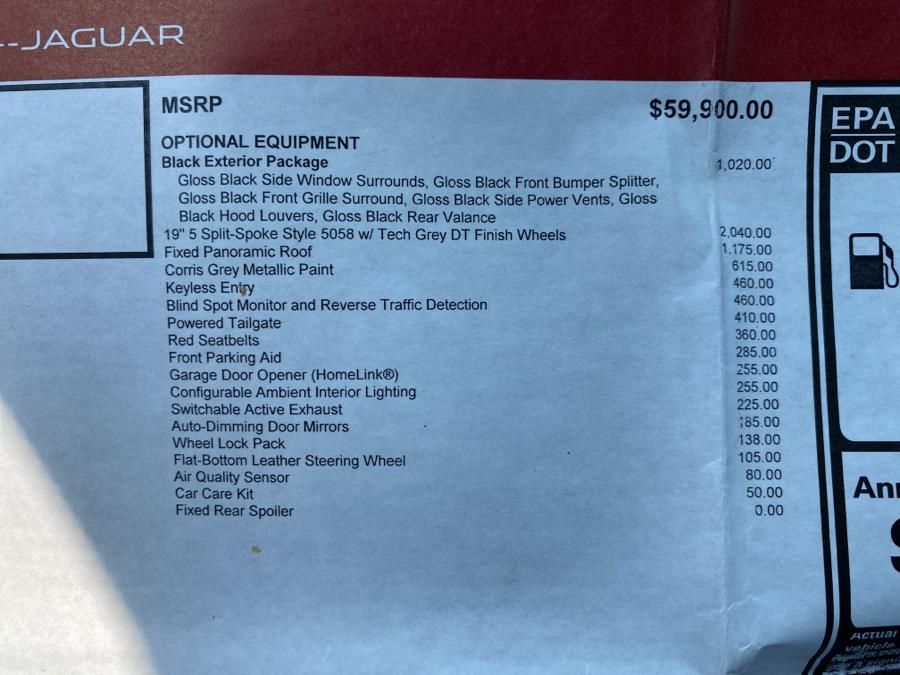 --JAGUAR
MSRP $59,900.00
OPTIONAL EQUIPMENT
Black Exterior Package 1,020.00
Gloss Black Side Window Surrounds, Gloss Black Front Bumper Splitter,
Gloss Black Front Grille Surround, Gloss Black Side Power Vents, Gloss
Black Hood Louvers, Gloss Black Rear Valance
19" 5 Split-Spoke Style 5058 w/ Tech Grey DT Finish Wheels 2,040.00
Fixed Panoramic Roof 1,175.00
Corris Grey Metallic Paint 615.00
Keyless Entry 460.00
Blind Spot Monitor and Reverse Traffic Detection 460.00
Powered Tailgate 410.00
Red Seatbelts 360.00
Front Parking Aid 285.00
Garage Door Opener (HomeLink®) 255.00
Configurable Ambient Interior Lighting 255.00
Switchable Active Exhaust 225.00
Auto-Dimming Door Mirrors 185.00
Wheel Lock Pack 138.00
Flat-Bottom Leather Steering Wheel 105.00
Air Quality Sensor 80.00
Car Care Kit 50.00
Fixed Rear Spoiler 0.00
EPA
DOT
Ann
Actual
vehicle